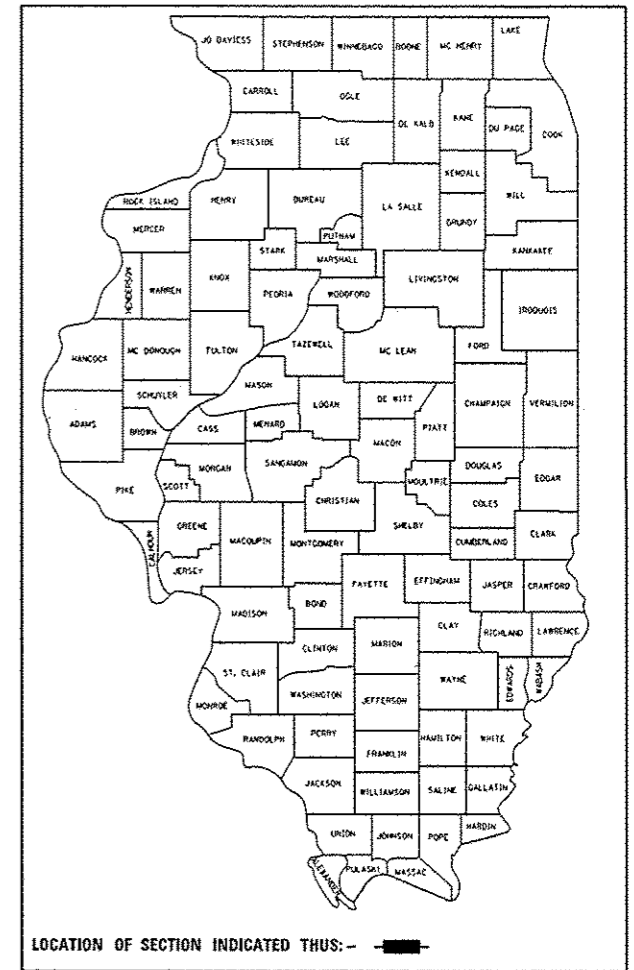 JO DAVIESS STEPHENSON WINNEBAGO BOONE MC HENRY LAKE
CARROLL OGLE DE KALB KANE DU PAGE COOK
WHITESIDE LEE KENDALL WILL
ROCK ISLAND HENRY BUREAU LA SALLE GRUNDY
MERCER STARK PUTNAM MARSHALL KANKAKEE
HENDERSON WARREN KNOX PEORIA WOODFORD LIVINGSTON IROQUOIS
HANCOCK MC DONOUGH FULTON TAZEWELL MC LEAN FORD
SCHUYLER MASON LOGAN DE WITT CHAMPAIGN VERMILION
ADAMS BROWN CASS MENARD MACON PIATT
PIKE SCOTT MORGAN SANGAMON CHRISTIAN MOULTRIE DOUGLAS EDGAR
COLES
CALHOUN GREENE MACOUPIN MONTGOMERY SHELBY CUMBERLAND CLARK
JERSEY FAYETTE EFFINGHAM JASPER CRAWFORD
MADISON BOND CLAY RICHLAND LAWRENCE
CLINTON MARION
ST. CLAIR WASHINGTON JEFFERSON WAYNE EDWARDS WABASH
MONROE RANDOLPH PERRY FRANKLIN HAMILTON WHITE
JACKSON WILLIAMSON SALINE GALLATIN
UNION JOHNSON POPE HARDIN
ALEXANDER PULASKI MASSAC
LOCATION OF SECTION INDICATED THUS:-